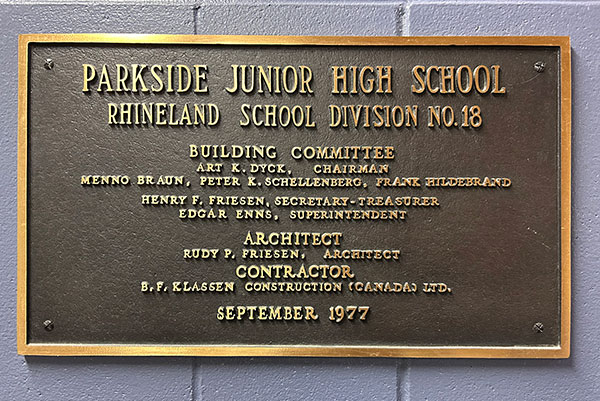 PARKSIDE JUNIOR HIGH SCHOOL
RHINELAND SCHOOL DIVISION NO. 18
BUILDING COMMITTEE
ART K. DYCK, CHAIRMAN
MENNO BRAUN, PETER K. SCHELLENBERG, FRANK HILDEBRAND
HENRY F. FRIESEN, SECRETARY-TREASURER
EDGAR ENNS, SUPERINTENDENT
ARCHITECT
RUDY P. FRIESEN, ARCHITECT
CONTRACTOR
B. F. KLASSEN CONSTRUCTION (CANADA) LTD.
SEPTEMBER 1977